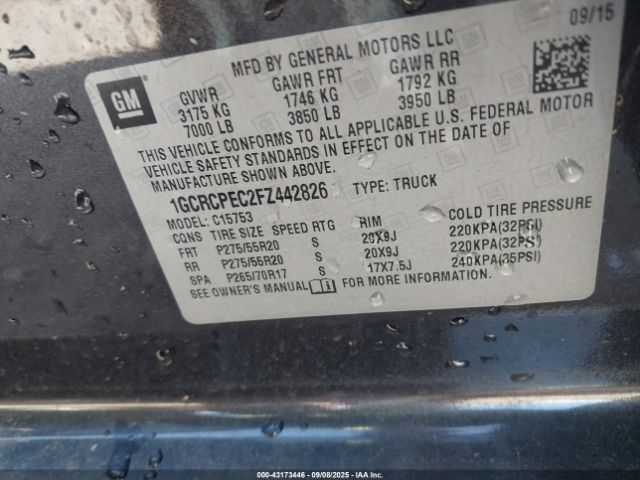 09/15
MFD BY GENERAL MOTORS LLC
GM
GVWR GAWR FRT GAWR RR
3175 KG 1746 KG 1792 KG
7000 LB 3850 LB 3950 LB
THIS VEHICLE CONFORMS TO ALL APPLICABLE U.S. FEDERAL MOTOR
VEHICLE SAFETY STANDARDS IN EFFECT ON THE DATE OF
MANUFACTURE SHOWN ABOVE.
1GCRCPEC2FZ442826 TYPE: TRUCK
MODEL: C15753
CONS TIRE SIZE SPEED RTG RIM COLD TIRE PRESSURE
FRT P275/55R20 S 20X9J 220KPA(32PSI)
RR P275/55R20 S 20X9J 220KPA(32PSI)
SPA P265/70R17 S 17X7.5J 240KPA(35PSI)
SEE OWNER'S MANUAL FOR MORE INFORMATION.
000-43173446 - 09/08/2025 - IAAI.COM